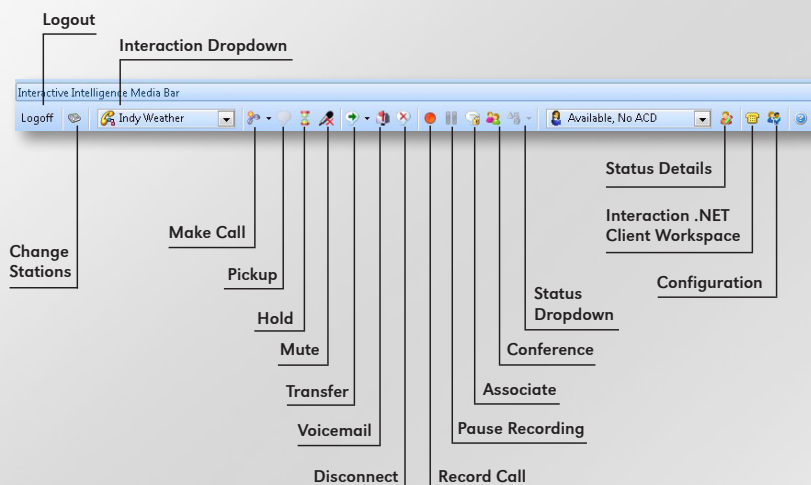 Logout
Interaction Dropdown
Interactive Intelligence Media Bar
Logoff
Indy Weather
Available, No ACD
Status Details
Interaction .NET
Client Workspace
Make Call
Change
Stations
Pickup
Configuration
Status
Dropdown
Hold
Mute
Conference
Transfer
Associate
Voicemail
Pause Recording
Disconnect
Record Call